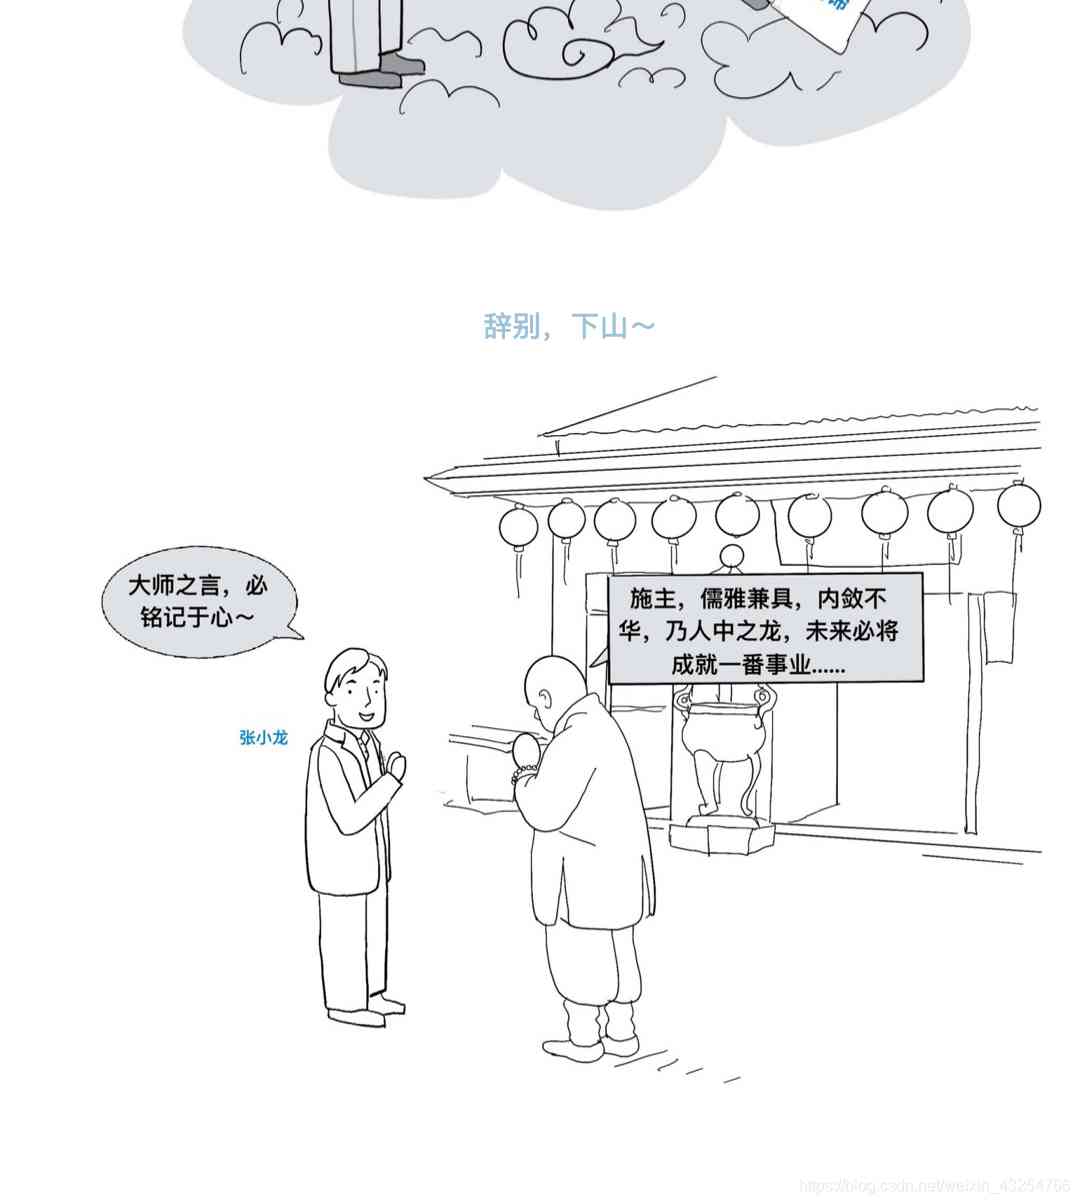 锦
辞别，下山～
大师之言，必
铭记于心～
施主，儒雅兼具，内敛不
华，乃人中之龙，未来必将
成就一番事业……
张小龙
https://blog.csdn.net/weixin_43254766